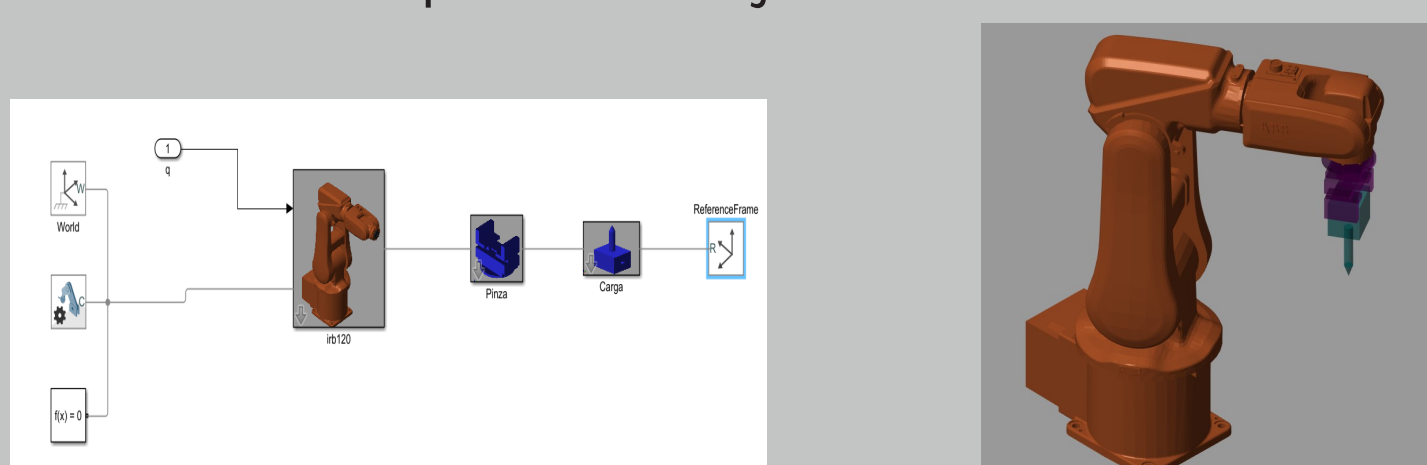 1
q
W
World
C
f(x) = 0
irb120
Pinza
Carga
ReferenceFrame
R